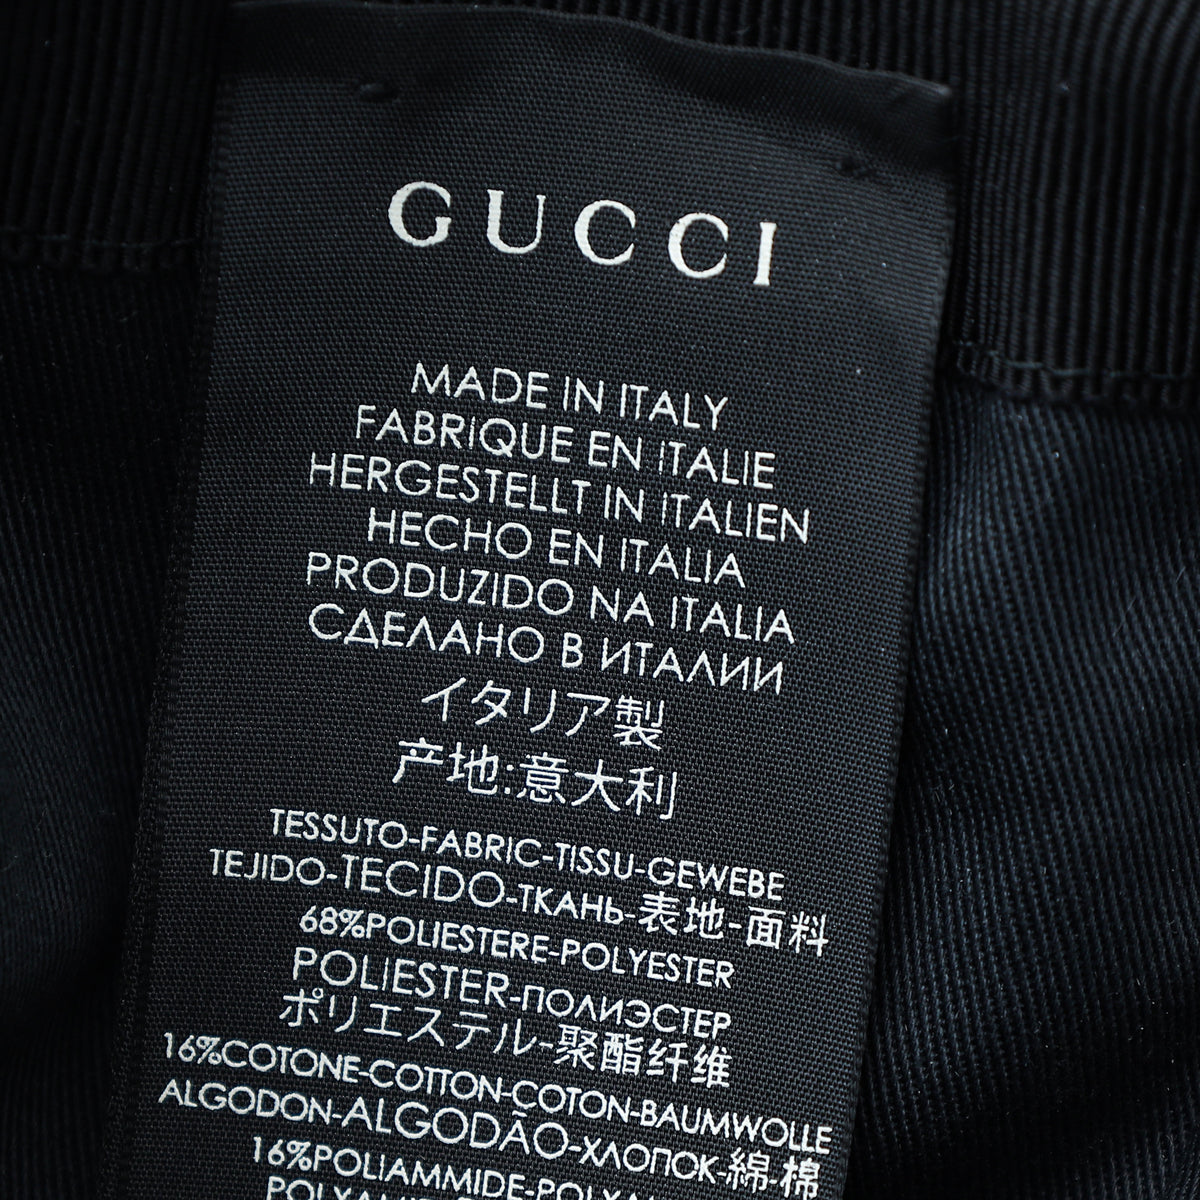 GUCCI
MADE IN ITALY
FABRIQUE EN ITALIE
HERGESTELLT IN ITALIEN
HECHO EN ITALIA
PRODUZIDO NA ITALIA
СДЕЛАНО В ИТАЛИИ
イタリア製
产地:意大利
TESSUTO-FABRIC-TISSU-GEWEBE
TEJIDO-TECIDO-ТКАНЬ-表地-面料
68%POLIESTERE-POLYESTER
POLIESTER-ПОЛИЭСТЕР
ポリエステル-聚酯纤维
16%COTONE-COTTON-COTON-BAUMWOLLE
ALGODON-ALGODÃO-ХЛОПОК-綿-棉
16%POLIAMMIDE-POLYAMIDE